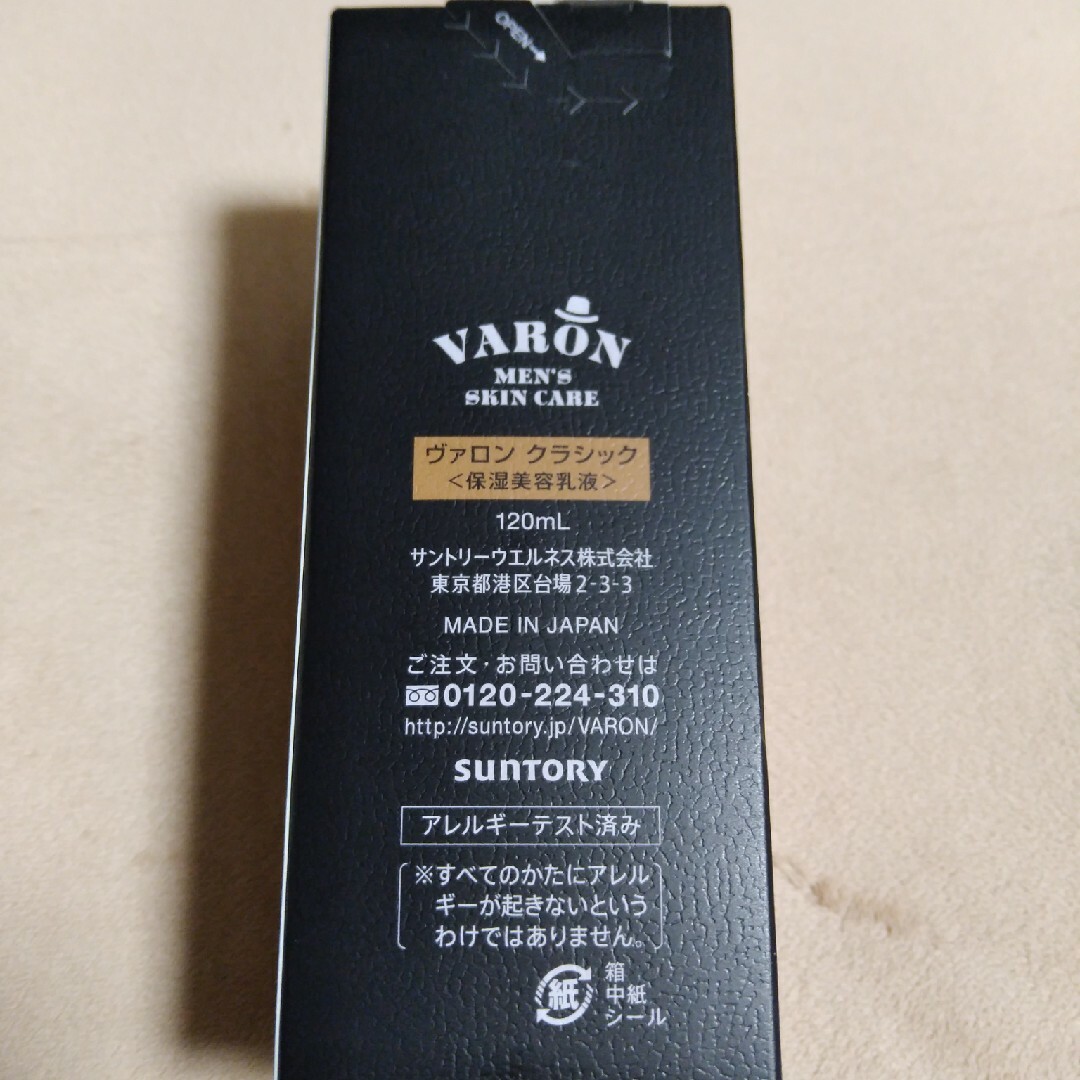 OPEN→
VARON
MEN'S
SKIN CARE
ヴァロン クラシック
<保湿美容乳液>
120mL
サントリーウエルネス株式会社
東京都港区台場2-3-3
MADE IN JAPAN
ご注文・お問い合わせは
0120-224-310
http://suntory.jp/VARON/
SUNTORY
アレルギーテスト済み
※すべてのかたにアレル
ギーが起きないという
わけではありません。
紙
箱
中紙
シール